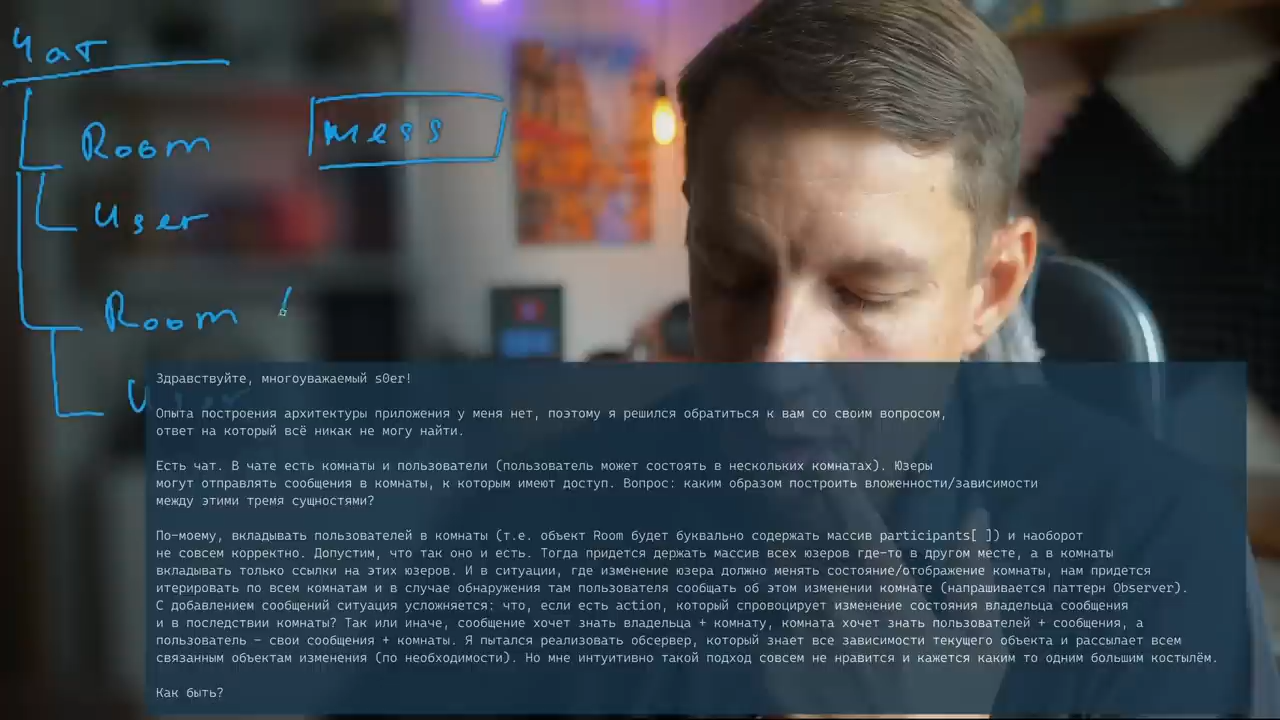 Чат
Room
mess
User
Room
Здравствуйте, многоуважаемый s0er!
Опыта построения архитектуры приложения у меня нет, поэтому я решился обратиться к вам со своим вопросом,
ответ на который всё никак не могу найти.
Есть чат. В чате есть комнаты и пользователи (пользователь может состоять в нескольких комнатах). Юзеры
могут отправлять сообщения в комнаты, к которым имеют доступ. Вопрос: каким образом построить вложенности/зависимости
между этими тремя сущностями?
По-моему, вкладывать пользователей в комнаты (т.е. объект Room будет буквально содержать массив participants[ ]) и наоборот
не совсем корректно. Допустим, что так оно и есть. Тогда придется держать массив всех юзеров где-то в другом месте, а в комнаты
вкладывать только ссылки на этих юзеров. И в ситуации, где изменение юзера должно менять состояние/отображение комнаты, нам придется
итерировать по всем комнатам и в случае обнаружения там пользователя сообщать об этом изменении комнате (напрашивается паттерн Observer).
С добавлением сообщений ситуация усложняется: что, если есть action, который спровоцирует изменение состояния владельца сообщения
и в последствии комнаты? Так или иначе, сообщение хочет знать владельца + комнату, комната хочет знать пользователей + сообщения, а
пользователь – свои сообщения + комнаты. Я пытался реализовать обсервер, который знает все зависимости текущего объекта и рассылает всем
связанным объектам изменения (по необходимости). Но мне интуитивно такой подход совсем не нравится и кажется каким то одним большим костылём.
Как быть?